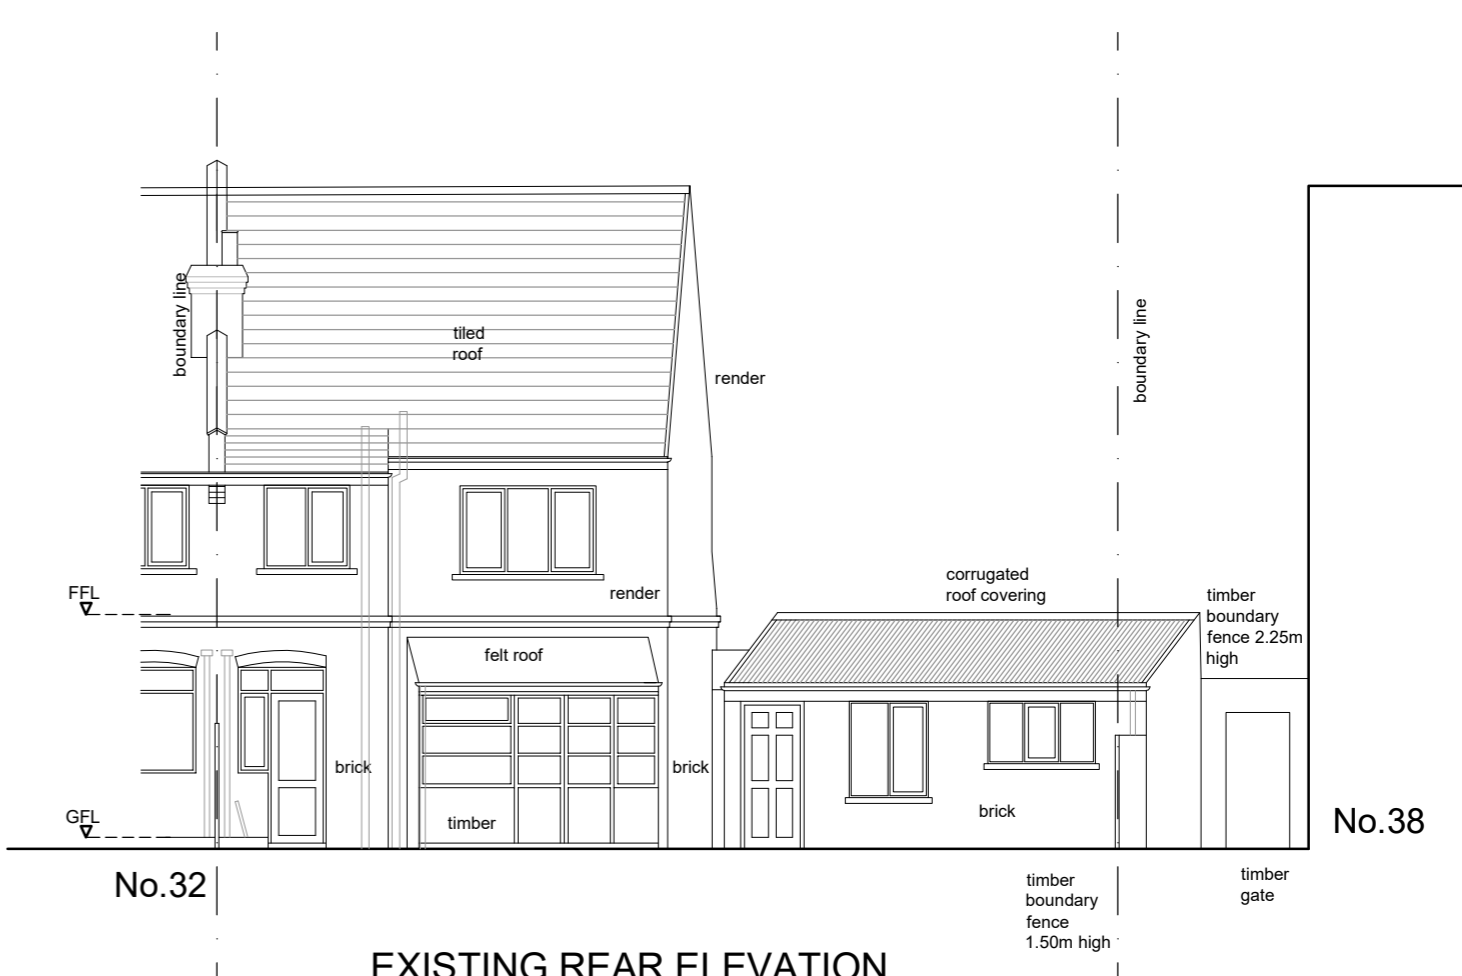 boundary line
tiled
roof
render
boundary line
corrugated
roof covering
timber
boundary
fence 2.25m
high
FFL
render
felt roof
brick
brick
GFL
timber
brick
No.38
No.32
timber
boundary
fence
1.50m high
timber
gate
EXISTING REAR ELEVATION